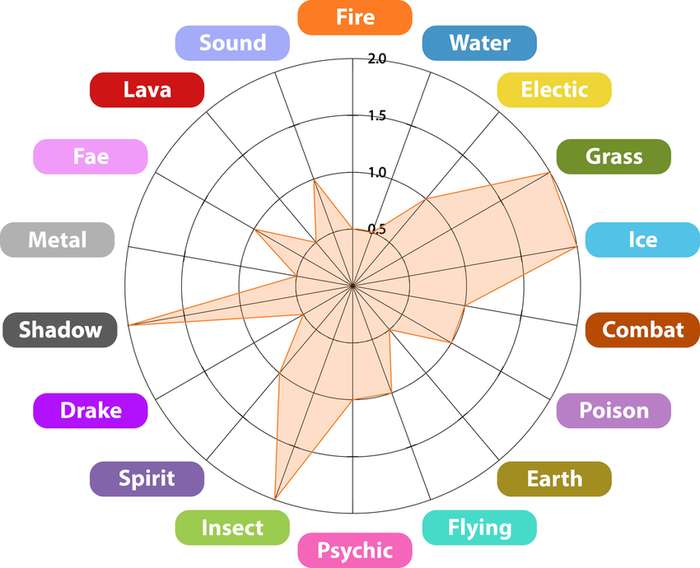 Fire
Sound
Water
2.0
Lava
Electic
1.5
Fae
Grass
1.0
0.5
Metal
Ice
Shadow
Combat
Drake
Poison
Spirit
Earth
Insect
Flying
Psychic